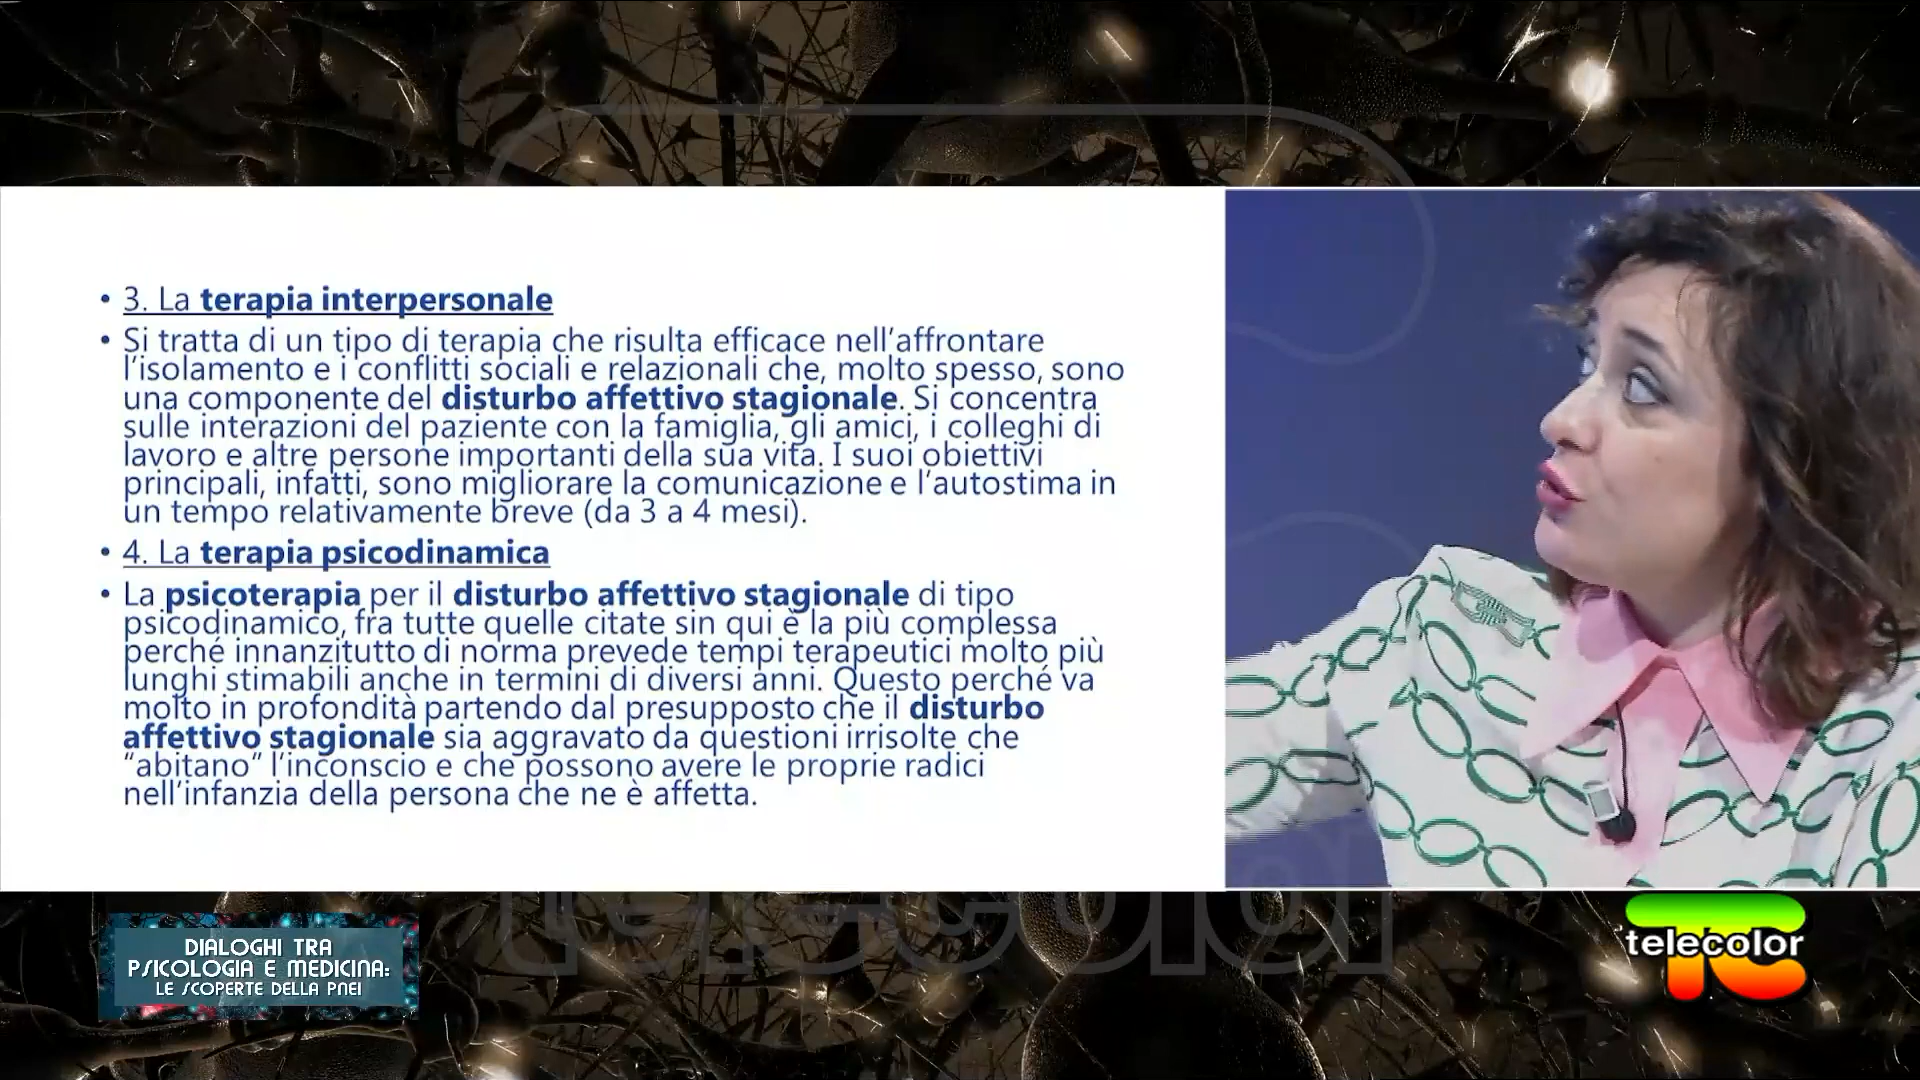 • 3. La terapia interpersonale
• Si tratta di un tipo di terapia che risulta efficace nell'affrontare
l'isolamento e i conflitti sociali e relazionali che, molto spesso, sono
una componente del disturbo affettivo stagionale. Si concentra
sulle interazioni del paziente con la famiglia, gli amici, i colleghi di
lavoro e altre persone importanti della sua vita. I suoi obiettivi
principali, infatti, sono migliorare la comunicazione e l'autostima in
un tempo relativamente breve (da 3 a 4 mesi).
• 4. La terapia psicodinamica
• La psicoterapia per il disturbo affettivo stagionale di tipo
psicodinamico, fra tutte quelle citate sin qui è la più complessa
perché innanzitutto di norma prevede tempi terapeutici molto più
lunghi stimabili anche in termini di diversi anni. Questo perché va
molto in profondità partendo dal presupposto che il disturbo
affettivo stagionale sia aggravato da questioni irrisolte che
"abitano" l'inconscio e che possono avere le proprie radici
nell'infanzia della persona che ne è affetta.
DIALOGHI TRA
PSICOLOGIA E MEDICINA:
LE SCOPERTE DELLA PNEI
telecolor
telecolor